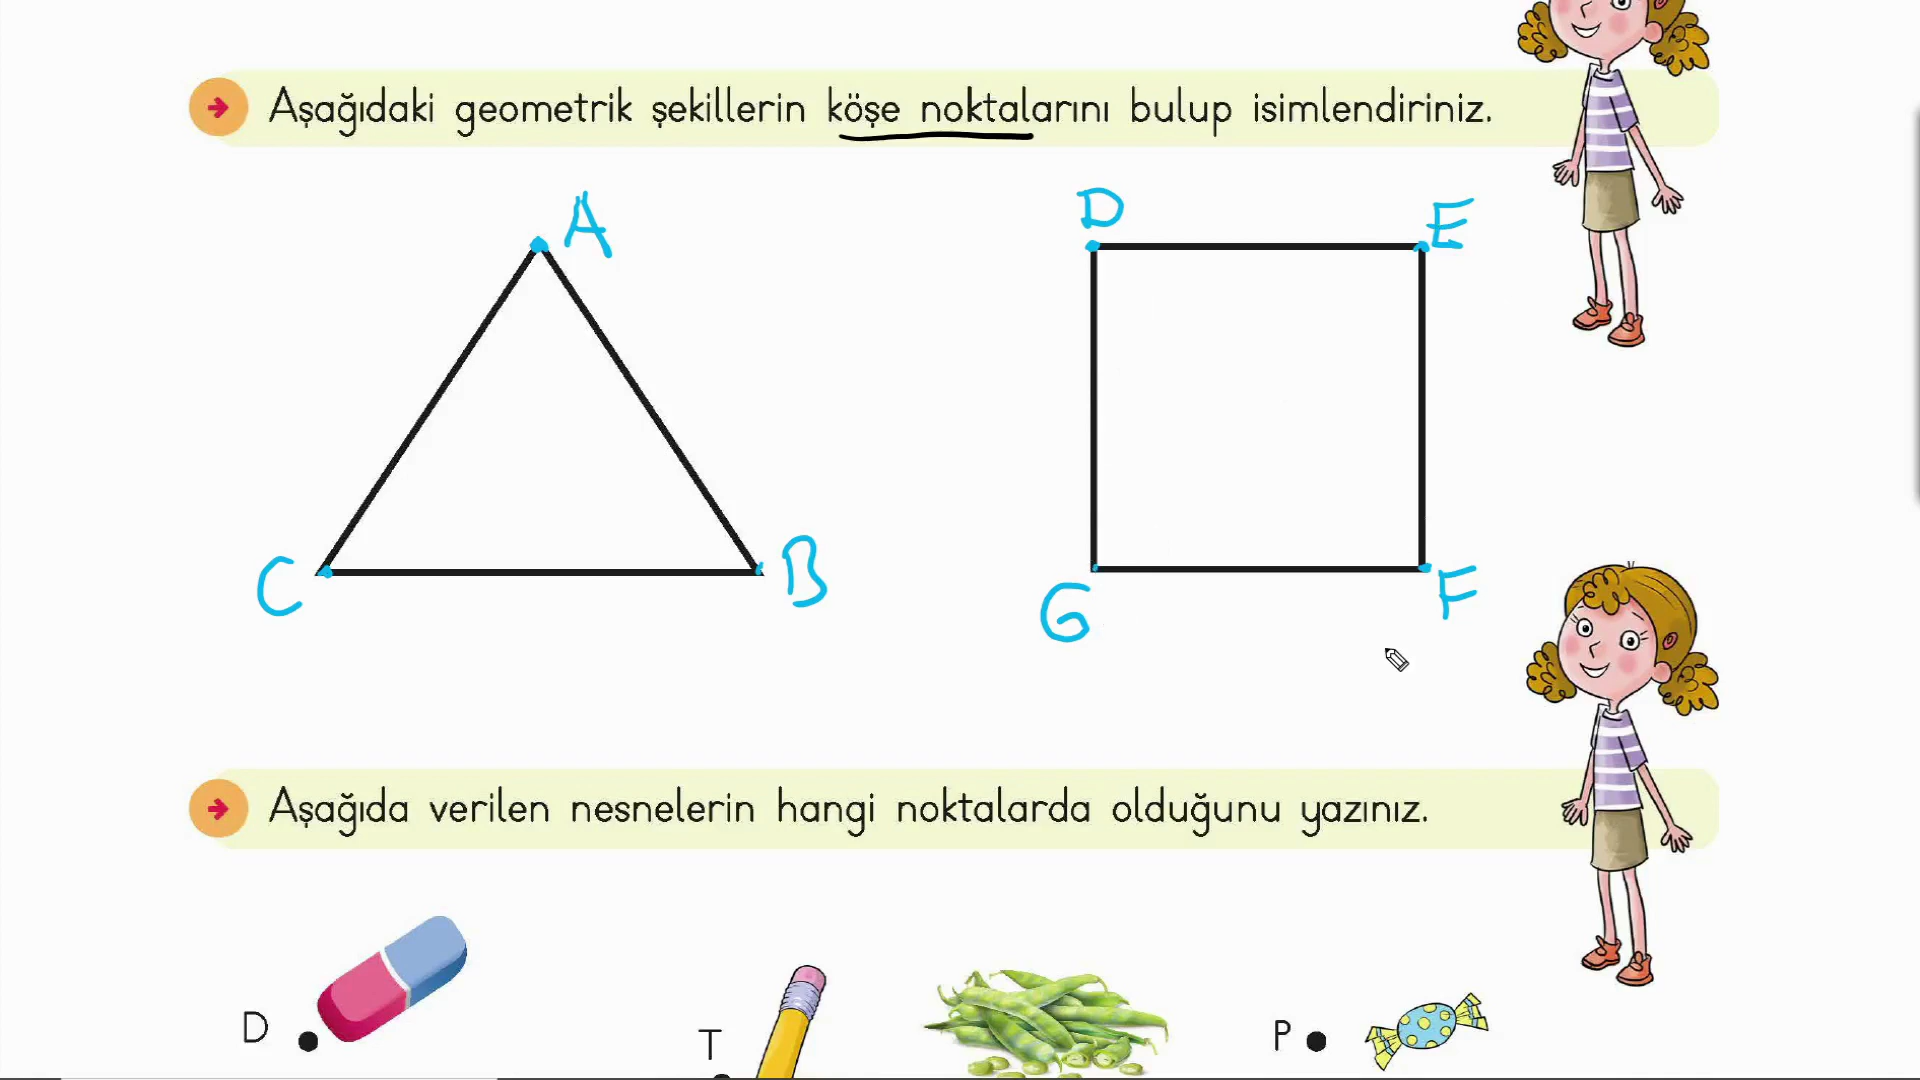 Aşağıdaki geometrik şekillerin köşe noktalarını bulup isimlendiriniz.
A
D
E
C
B
G
F
Aşağıda verilen nesnelerin hangi noktalarda olduğunu yazınız.
D
T
P